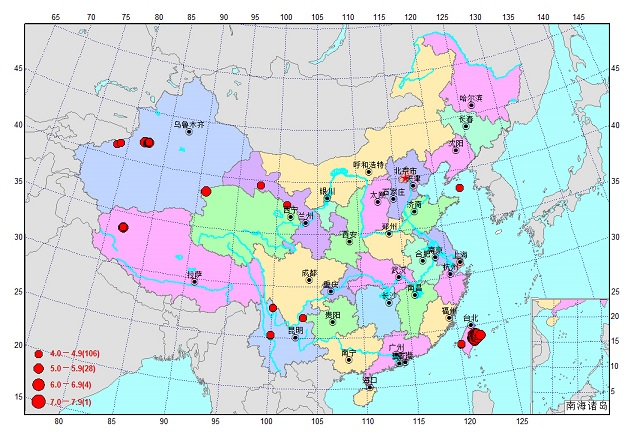 65 70 75 80 85 90 95 100 105 110 115 120 125 130 135 140 145
45 45
40 40
35 35
30 30
25 25
20 20
15 15
10
5
乌鲁木齐
哈尔滨
长春
沈阳
呼和浩特
北京市
天津
石家庄
太原
银川
济南
西宁
兰州
郑州
西安
南京
合肥
上海
杭州
成都
武汉
拉萨
重庆
南昌
长沙
贵阳
福州
台北
昆明
南宁
广州
海口
4.0－4.9(106)
5.0－5.9(28)
6.0－6.9(4)
7.0－7.9(1)
南海诸岛
80 85 90 95 100 105 110 115 120 125